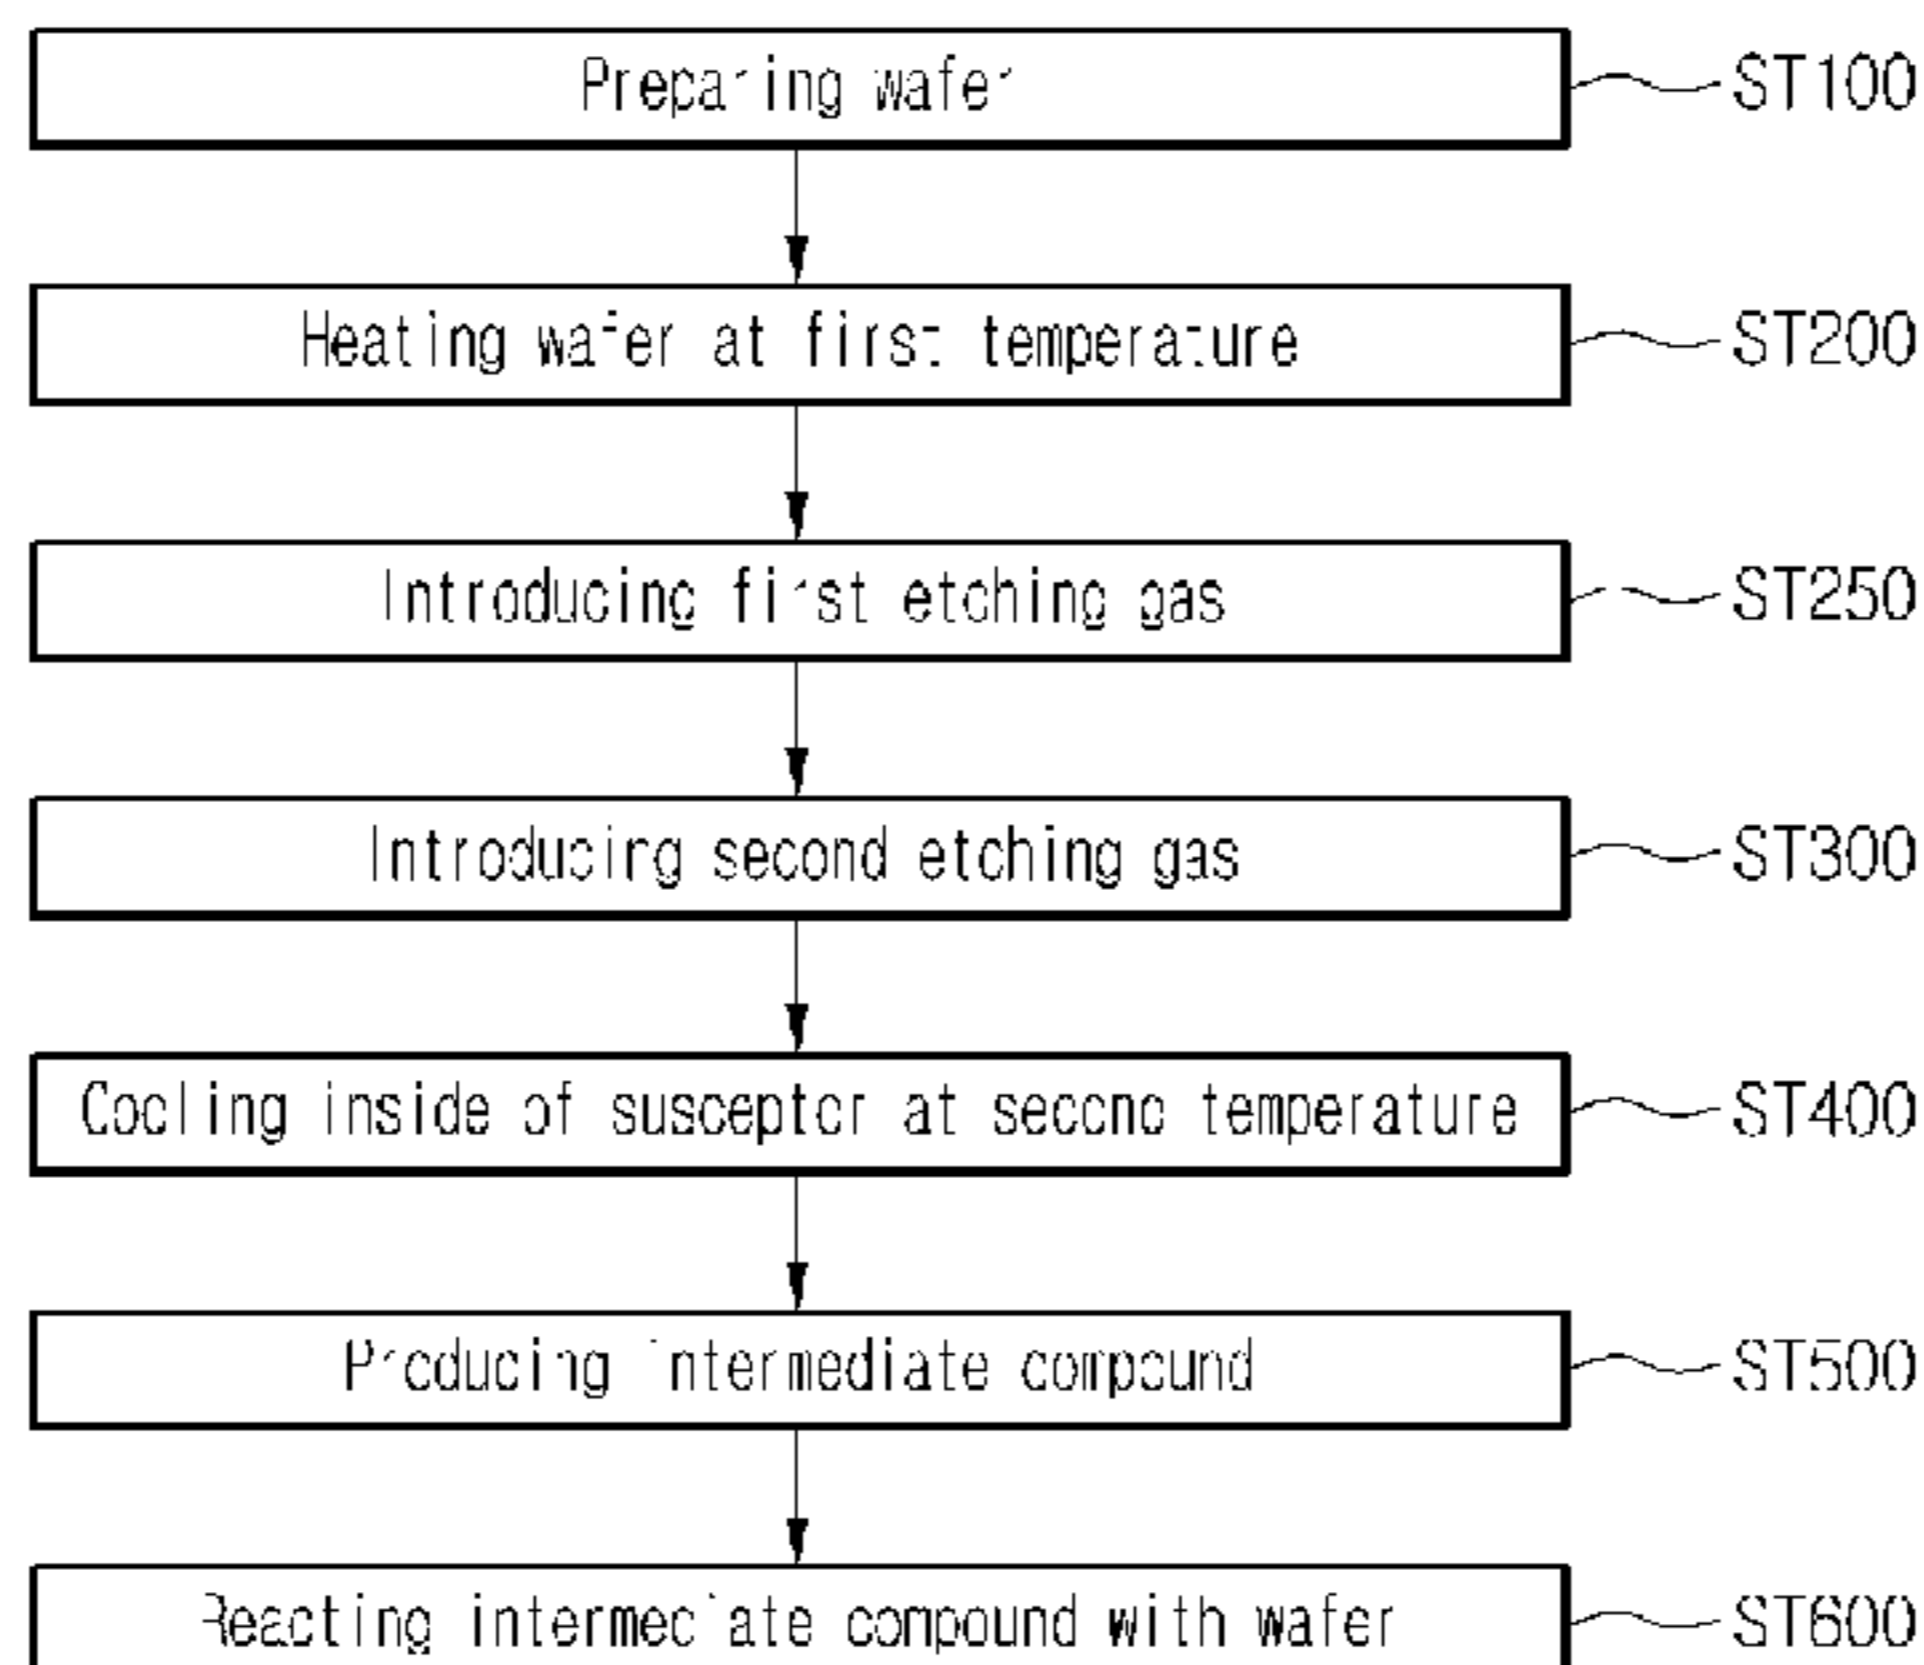 Preparing wafer ST100
Heating wafer at first temperature ST200
Introducing first etching gas ST250
Introducing second etching gas ST300
Cooling inside of susceptor at second temperature ST400
Producing intermediate compound ST500
Reacting intermediate compound with wafer ST600